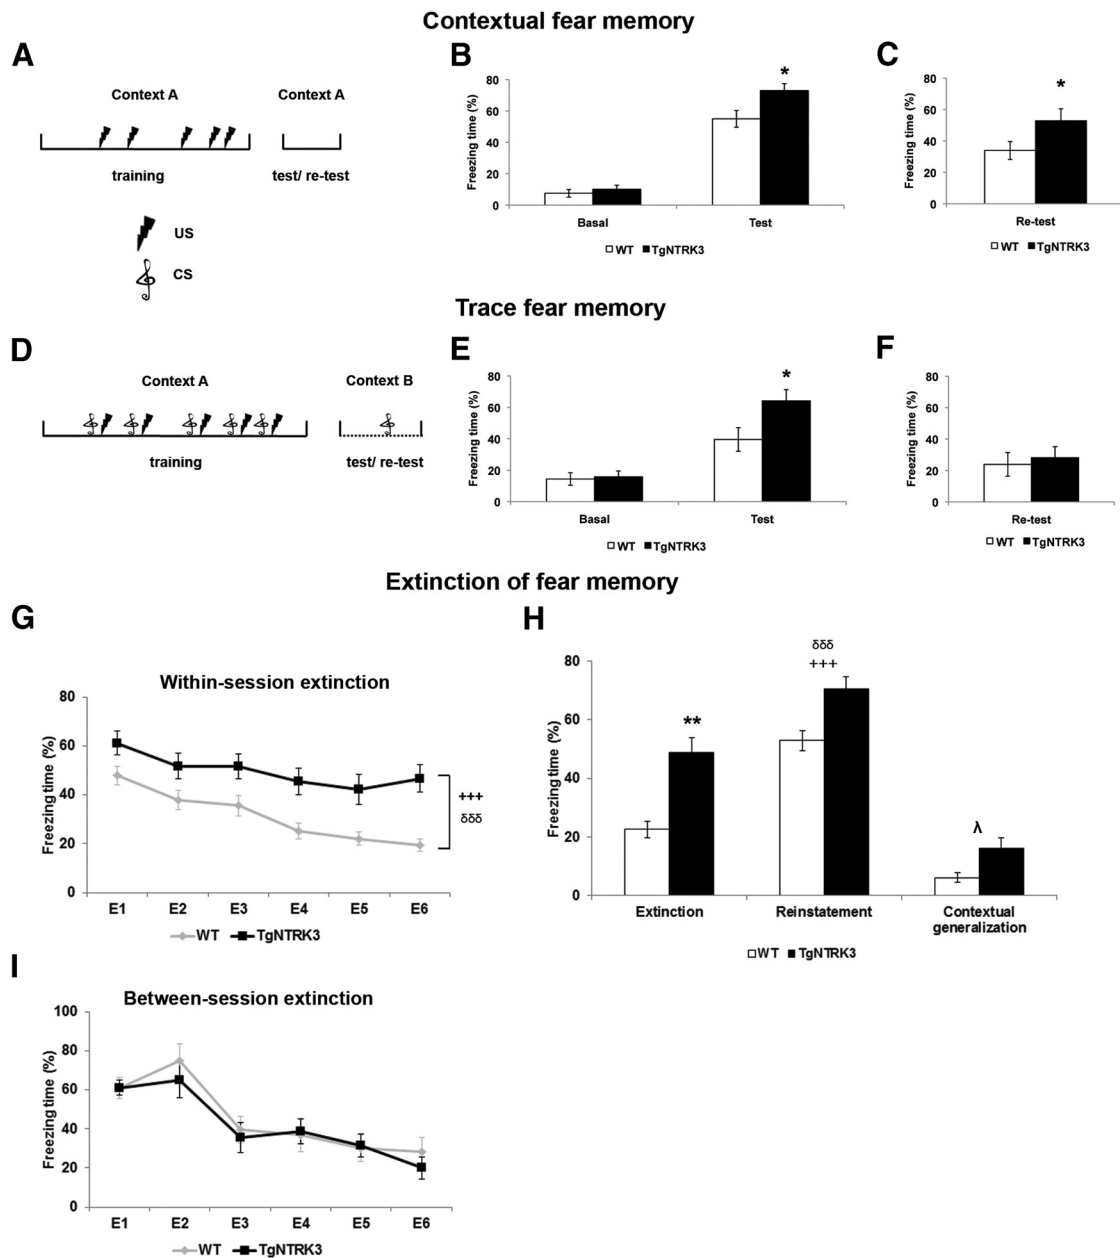 Contextual fear memory
A
Context A
Context A
training
test/ re-test
US
CS
B
Freezing time (%)
80
60
40
20
0
*
Basal
Test
WT TgNTRK3
C
Freezing time (%)
80
60
40
20
0
*
Re-test
WT TgNTRK3
Trace fear memory
D
Context A
Context B
training
test/ re-test
E
Freezing time (%)
80
60
40
20
0
*
Basal
Test
WT TgNTRK3
F
Freezing time (%)
80
60
40
20
0
Re-test
WT TgNTRK3
Extinction of fear memory
G
Within-session extinction
Freezing time (%)
80
60
40
20
0
+++
δδδ
E1 E2 E3 E4 E5 E6
WT TgNTRK3
H
Freezing time (%)
80
60
40
20
0
**
δδδ
+++
λ
Extinction
Reinstatement
Contextual
generalization
WT TgNTRK3
I
Between-session extinction
Freezing time (%)
100
80
60
40
20
0
E1 E2 E3 E4 E5 E6
WT TgNTRK3